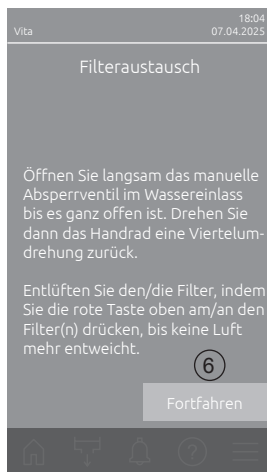 18:04
Vita 07.04.2025
Filteraustausch
Öffnen Sie langsam das manuelle
Absperrventil im Wassereinlass
bis es ganz offen ist. Drehen Sie
dann das Handrad eine Viertelum-
drehung zurück.
Entlüften Sie den/die Filter, indem
Sie die rote Taste oben am/an den
Filter(n) drücken, bis keine Luft
mehr entweicht.
6
Fortfahren
?